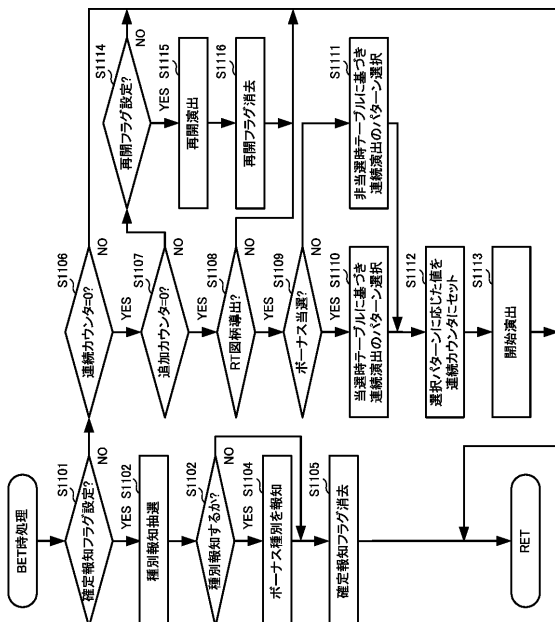 BET時処理
S1101
確定報知フラグ設定?
NO
YES
S1102
種別報知抽選
S1102
種別報知するか?
NO
YES
S1104
ボーナス種別を報知
S1105
確定報知フラグ消去
RET
S1106
連続カウンタ=0?
NO
YES
S1107
追加カウンタ=0?
NO
YES
S1108
RT図柄導出?
NO
YES
S1109
ボーナス当選?
NO
YES
S1110
当選時テーブルに基づき
連続演出のパターン選択
S1111
非当選時テーブルに基づき
連続演出のパターン選択
S1112
選択パターンに応じた値を
連続カウンタにセット
S1113
開始演出
S1114
再開フラグ設定?
NO
YES
S1115
再開演出
S1116
再開フラグ消去